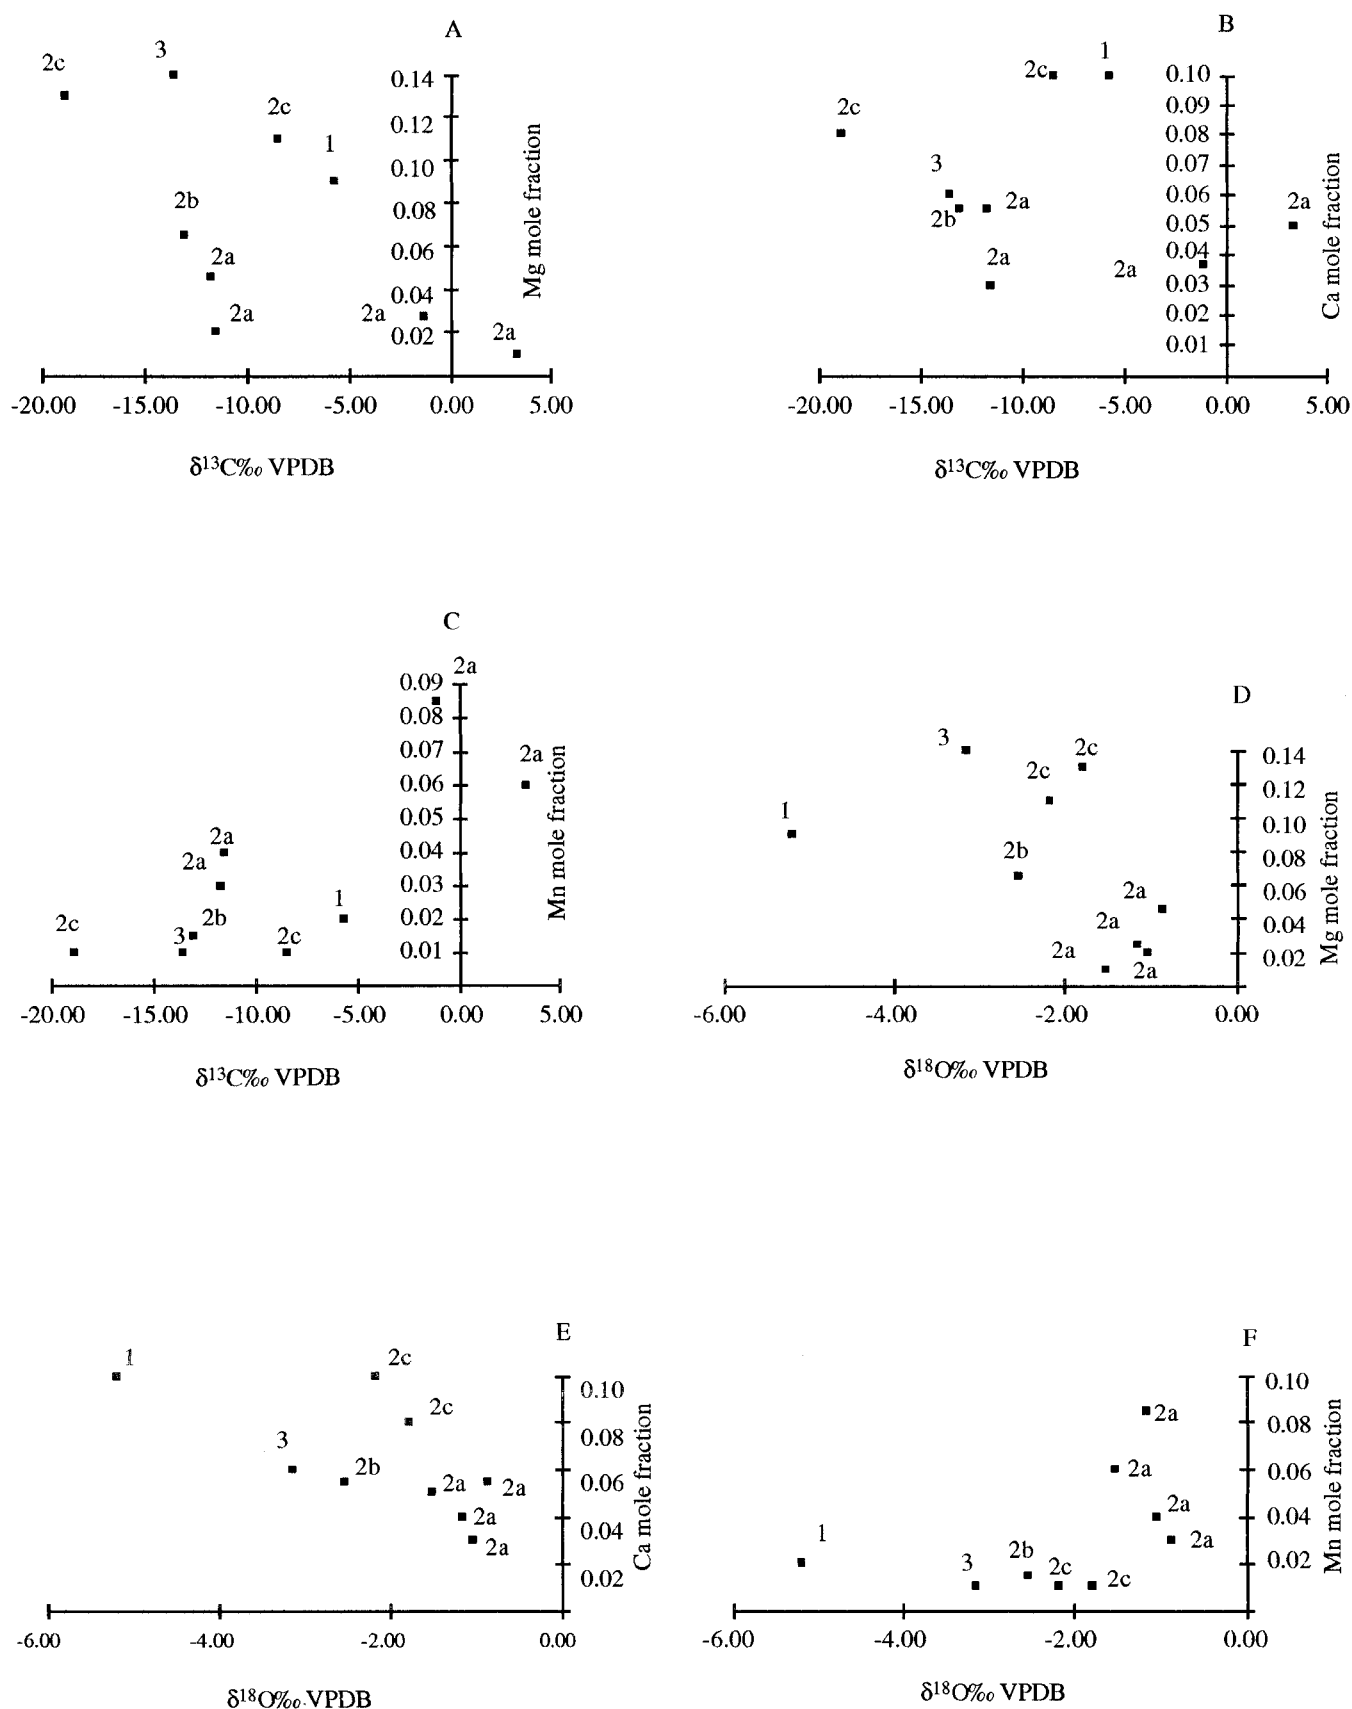 A
2c
3
0.14
2c
0.12
1
0.10
Mg mole fraction
2b
0.08
2a
0.06
0.04
2a
2a
0.02
2a
-20.00 -15.00 -10.00 -5.00 0.00 5.00
δ13C‰ VPDB
B
1
2c
0.10
2c
0.09
0.08
3
0.07
0.06
2b
2a
2a
0.05
Ca mole fraction
2a
0.04
2a
0.03
0.02
0.01
-20.00 -15.00 -10.00 -5.00 0.00 5.00
δ13C‰ VPDB
C
2a
0.09
0.08
0.07
2a
0.06
Mn mole fraction
0.05
2a
0.04
2a
0.03
1
2c
2b
0.02
3
2c
0.01
-20.00 -15.00 -10.00 -5.00 0.00 5.00
δ13C‰ VPDB
D
3
2c
0.14
2c
0.12
1
0.10
Mg mole fraction
2b
0.08
2a
0.06
2a
0.04
2a
2a
0.02
-6.00 -4.00 -2.00 0.00
δ18O‰ VPDB
E
1
2c
0.10
2c
3
0.08
2b
2a
2a
0.06
Ca mole fraction
2a
0.04
2a
0.02
-6.00 -4.00 -2.00 0.00
δ18O‰ VPDB
F
0.10
2a
0.08
2a
0.06
Mn mole fraction
2a
0.04
1
2a
3
2b
2c
2c
0.02
-6.00 -4.00 -2.00 0.00
δ18O‰ VPDB